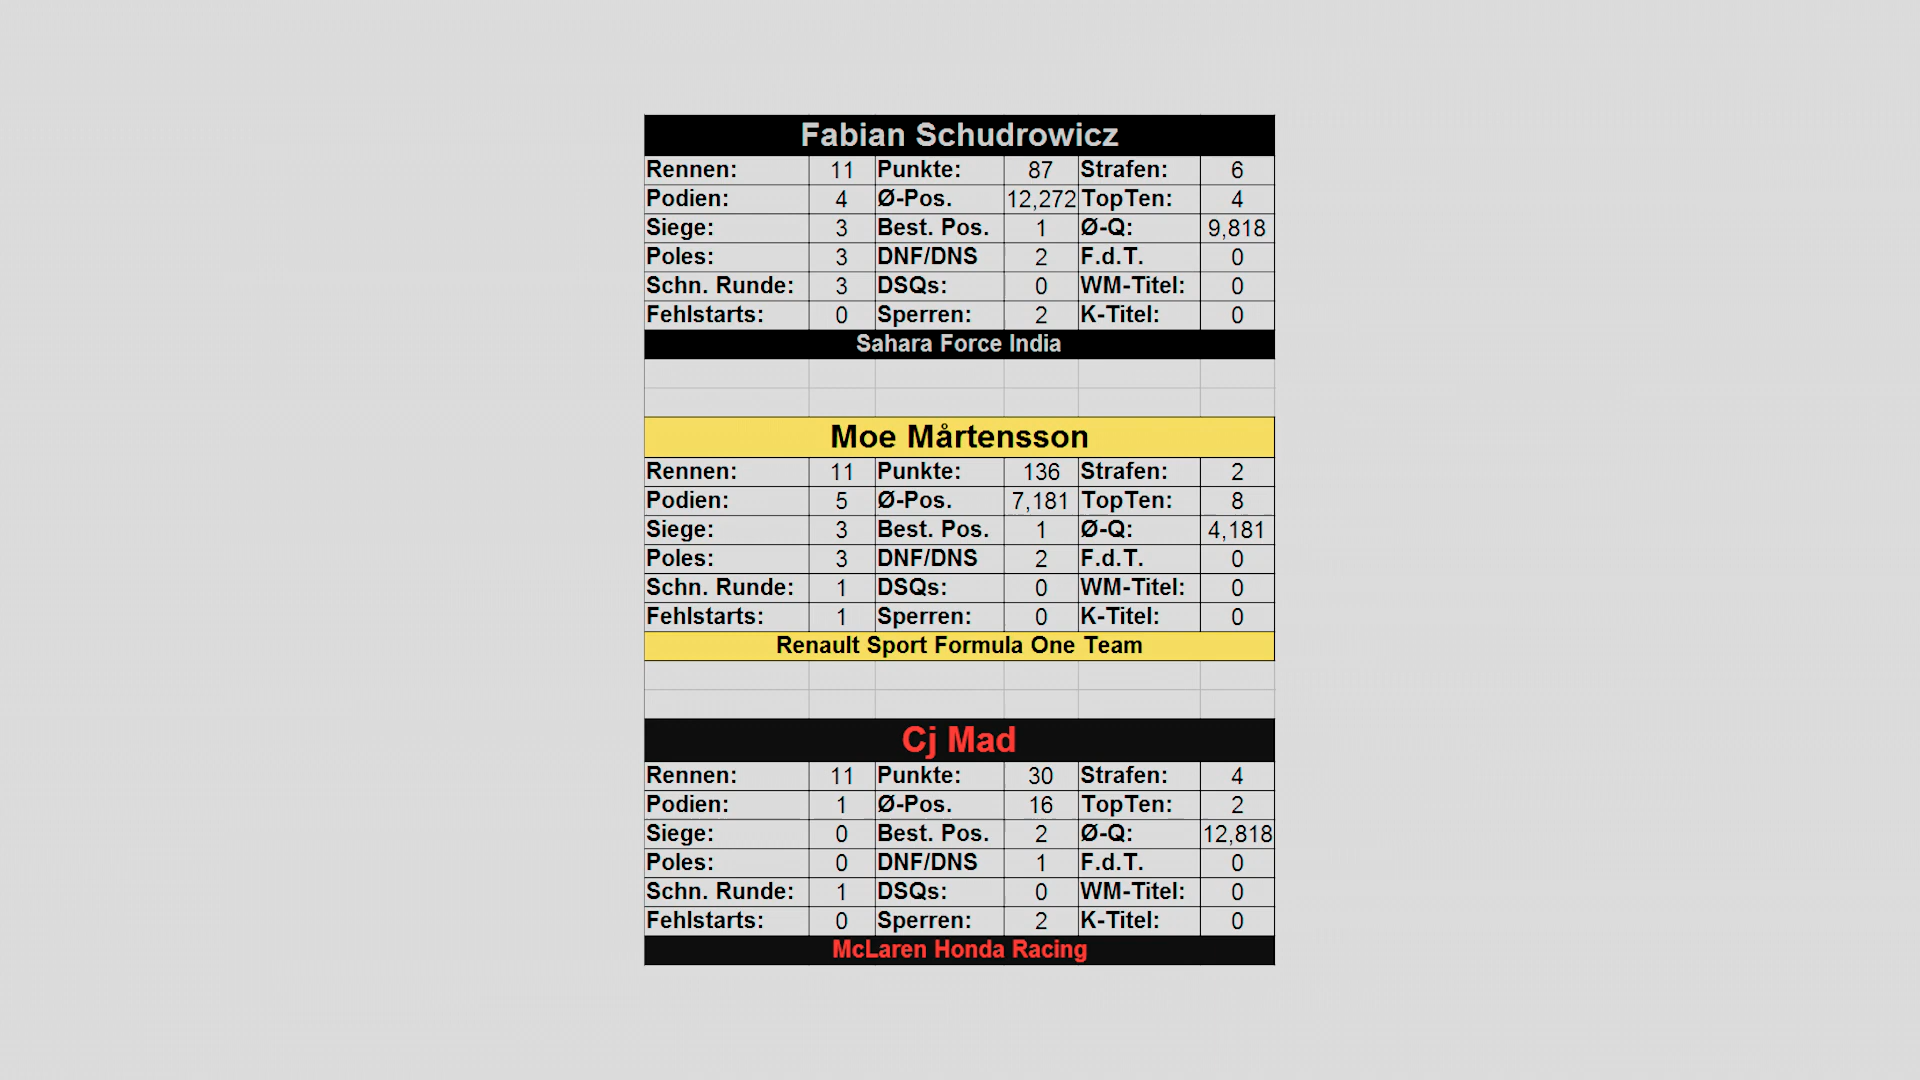 Fabian Schudrowicz
Rennen: 11 Punkte: 87 Strafen: 6
Podien: 4 Ø-Pos. 12,272 TopTen: 4
Siege: 3 Best. Pos. 1 Ø-Q: 9,818
Poles: 3 DNF/DNS 2 F.d.T. 0
Schn. Runde: 3 DSQs: 0 WM-Titel: 0
Fehlstarts: 0 Sperren: 2 K-Titel: 0
Sahara Force India
Moe Mårtensson
Rennen: 11 Punkte: 136 Strafen: 2
Podien: 5 Ø-Pos. 7,181 TopTen: 8
Siege: 3 Best. Pos. 1 Ø-Q: 4,181
Poles: 3 DNF/DNS 2 F.d.T. 0
Schn. Runde: 1 DSQs: 0 WM-Titel: 0
Fehlstarts: 1 Sperren: 0 K-Titel: 0
Renault Sport Formula One Team
Cj Mad
Rennen: 11 Punkte: 30 Strafen: 4
Podien: 1 Ø-Pos. 16 TopTen: 2
Siege: 0 Best. Pos. 2 Ø-Q: 12,818
Poles: 0 DNF/DNS 1 F.d.T. 0
Schn. Runde: 1 DSQs: 0 WM-Titel: 0
Fehlstarts: 0 Sperren: 2 K-Titel: 0
McLaren Honda Racing